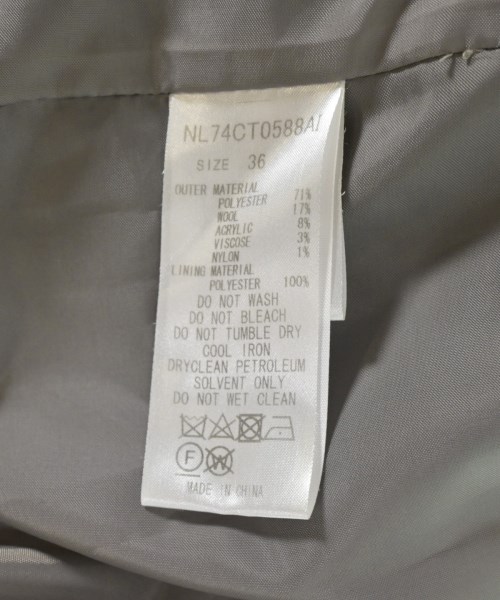 NL74CT0588AI
SIZE 36
OUTER MATERIAL
POLYESTER 71%
WOOL 17%
ACRYLIC 8%
VISCOSE 3%
NYLON 1%
LINING MATERIAL
POLYESTER 100%
DO NOT WASH
DO NOT BLEACH
DO NOT TUMBLE DRY
COOL IRON
DRYCLEAN PETROLEUM
SOLVENT ONLY
DO NOT WET CLEAN
F W
MADE IN CHINA